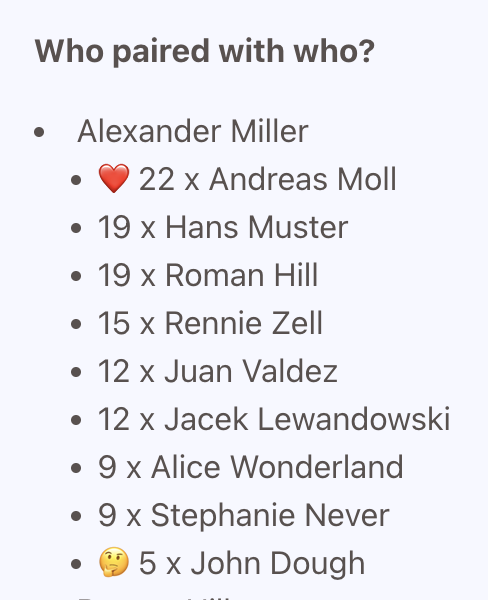 Who paired with who?
• Alexander Miller
• ❤️ 22 x Andreas Moll
• 19 x Hans Muster
• 19 x Roman Hill
• 15 x Rennie Zell
• 12 x Juan Valdez
• 12 x Jacek Lewandowski
• 9 x Alice Wonderland
• 9 x Stephanie Never
• 🤔 5 x John Dough